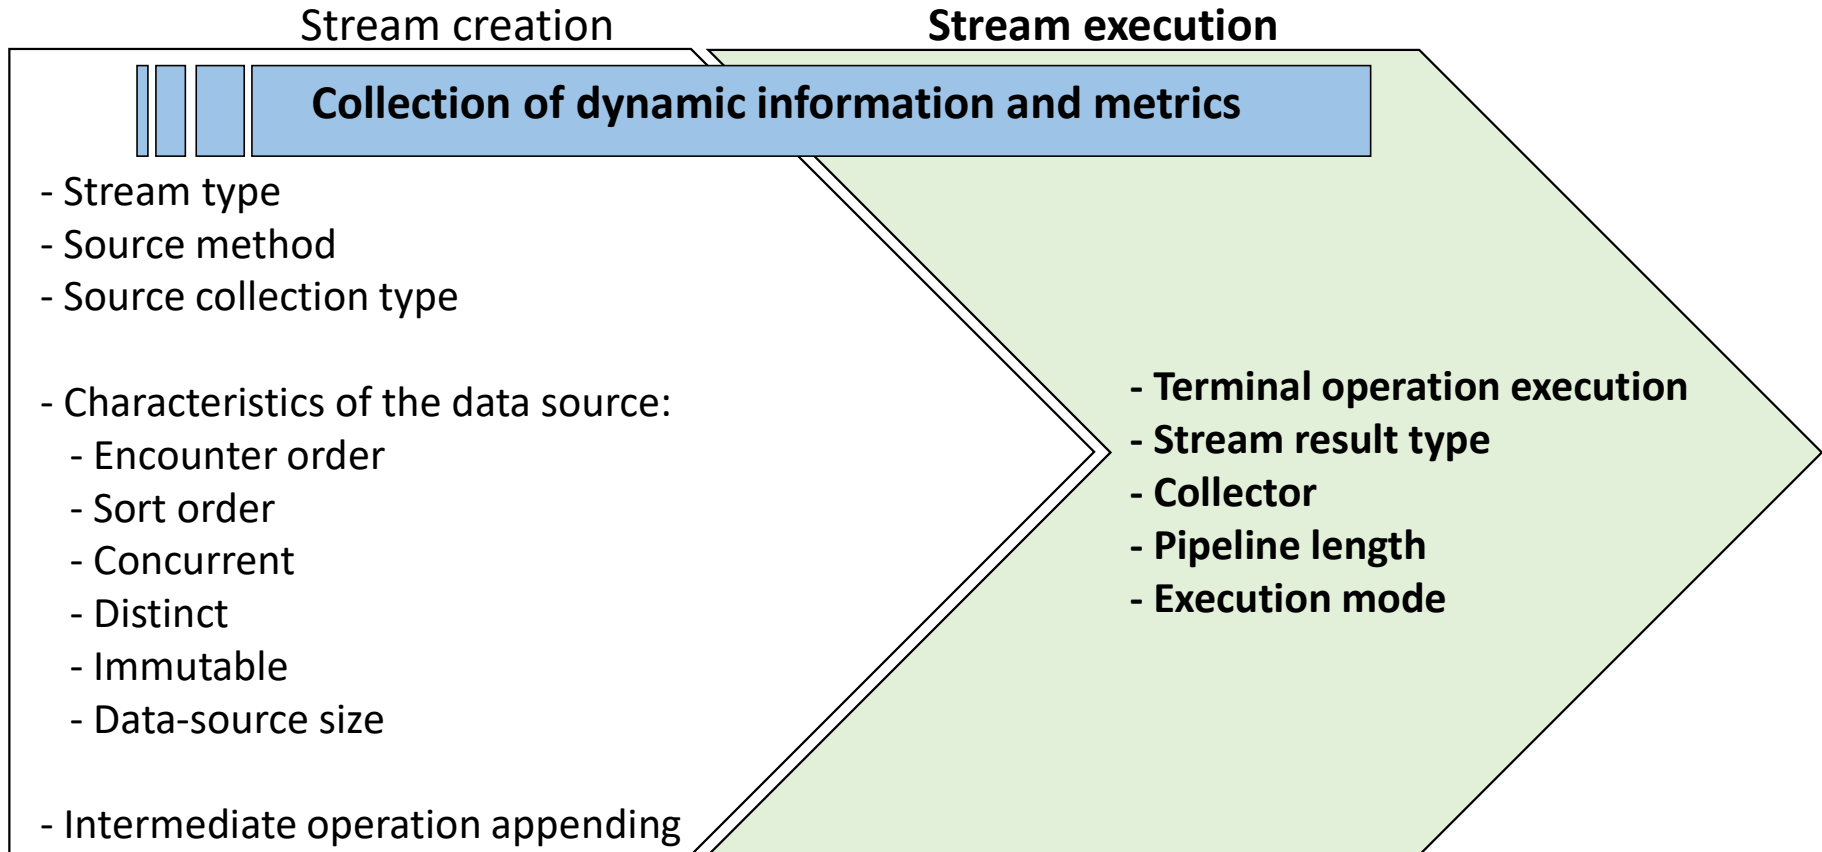 Stream creation
Stream execution
Collection of dynamic information and metrics
- Stream type
- Source method
- Source collection type
- Characteristics of the data source:
- Encounter order
- Sort order
- Concurrent
- Distinct
- Immutable
- Data-source size
- Intermediate operation appending
- Terminal operation execution
- Stream result type
- Collector
- Pipeline length
- Execution mode